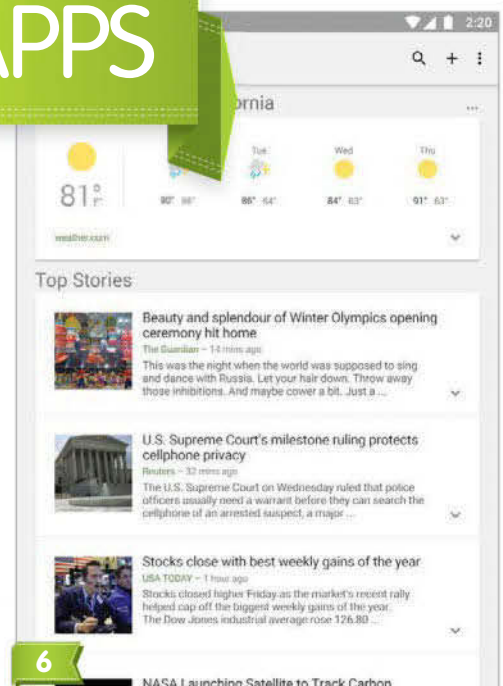 APPS
2:20
ornia
Tue
Wed
Thu
81°F
90° 66°
86° 64°
84° 63°
91° 63°
weather.com
Top Stories
Beauty and splendour of Winter Olympics opening
ceremony hit home
The Guardian – 14 mins ago
This was the night when the world was supposed to sing
and dance with Russia. Let your hair down. Throw away
those inhibitions. And maybe cower a bit. Just a ...
U.S. Supreme Court's milestone ruling protects
cellphone privacy
Reuters – 32 mins ago
The U.S. Supreme Court on Wednesday ruled that police
officers usually need a warrant before they can search the
cellphone of an arrested suspect, a major ...
Stocks close with best weekly gains of the year
USA TODAY – 1 hour ago
Stocks closed higher Friday as the market's recent rally
helped cap off the biggest weekly gains of the year.
The Dow Jones industrial average rose 126.80 ...
6
NASA Launching Satellite to Track Carbon